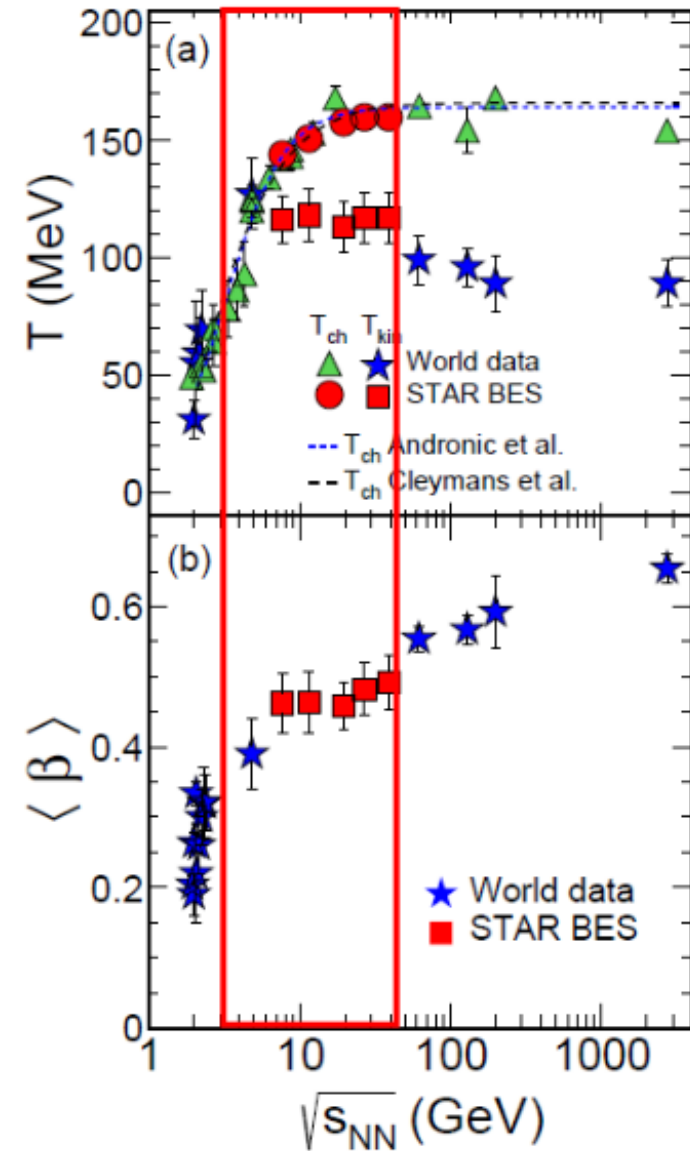 200
(a)
150
T (MeV)
100
T_ch T_kin
World data
STAR BES
50
T_ch Andronic et al.
T_ch Cleymans et al.
0
(b)
0.6
⟨ β ⟩
0.4
World data
0.2
STAR BES
0
1 10 100 1000
√s_NN (GeV)